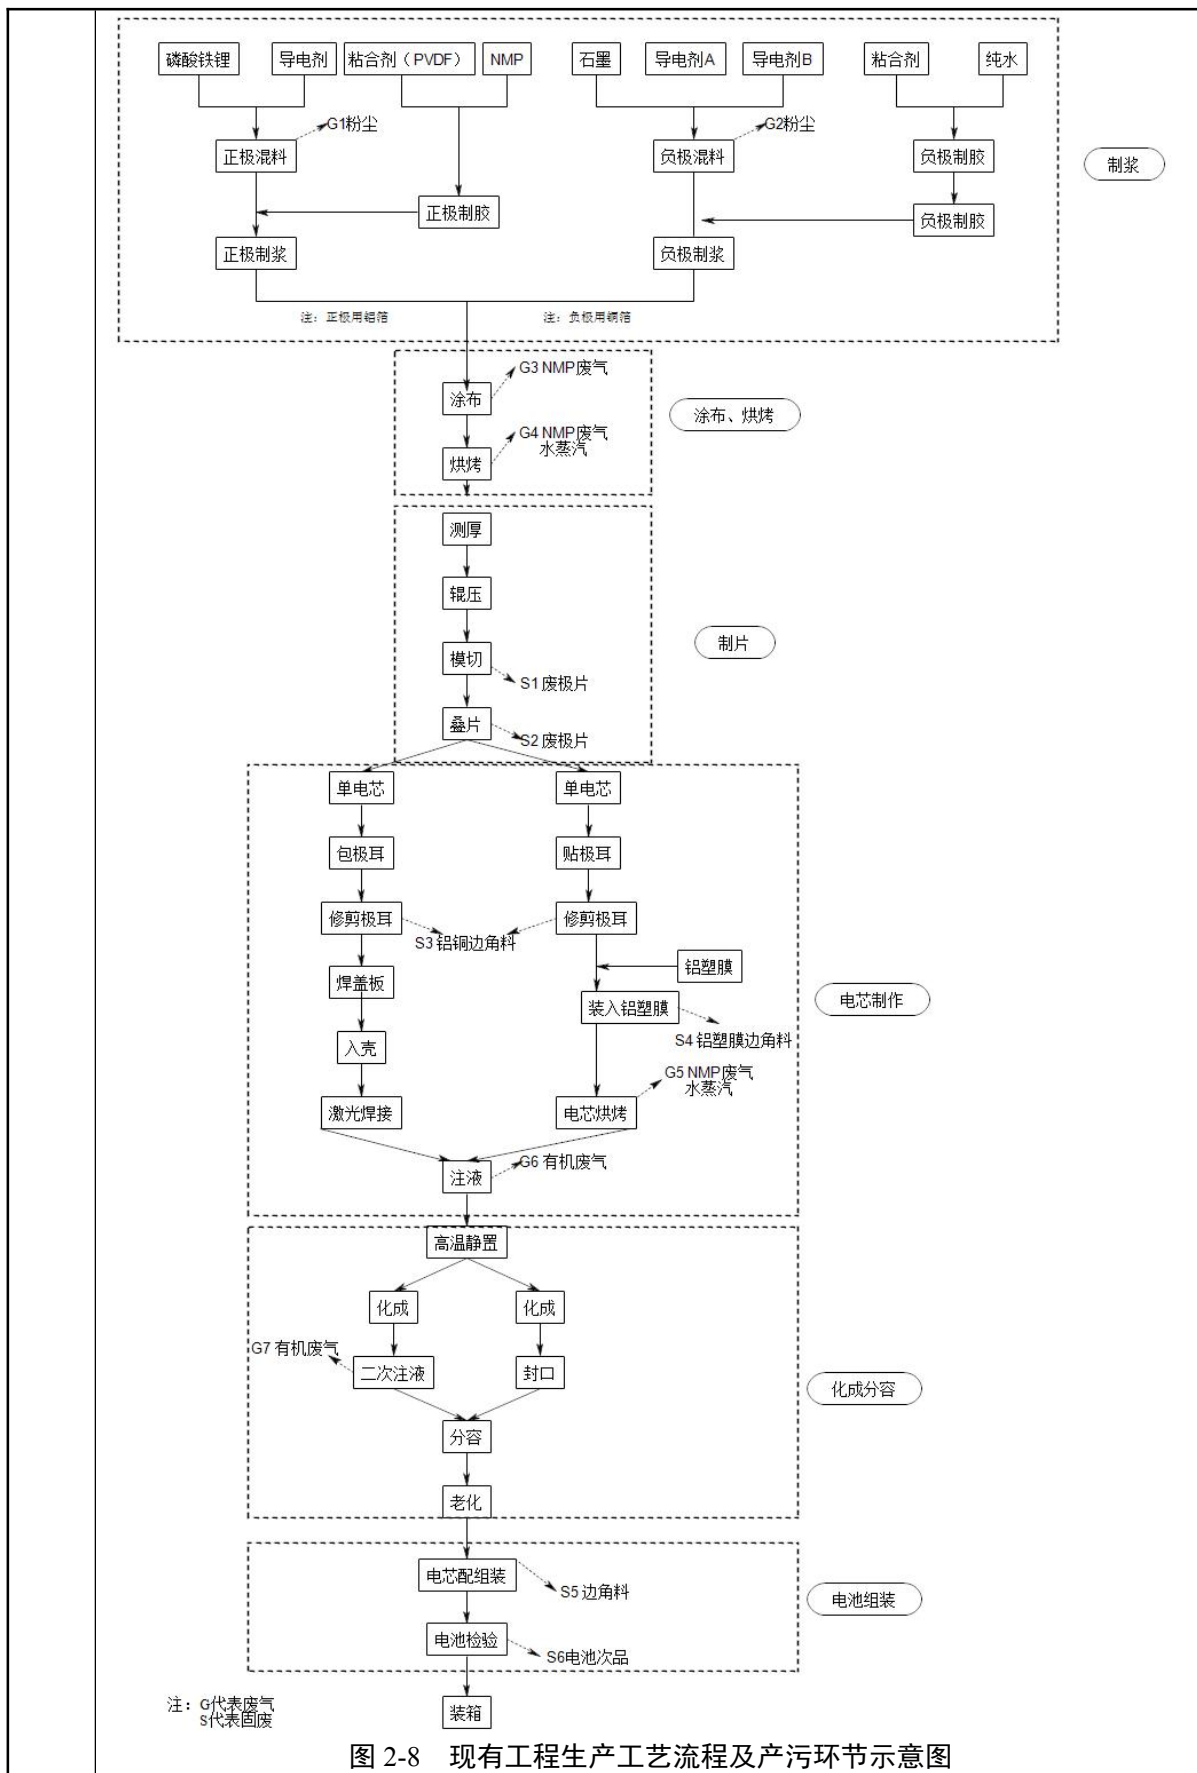 磷酸铁锂 导电剂 粘合剂（PVDF） NMP 石墨 导电剂A 导电剂B 粘合剂 纯水
G1粉尘 G2粉尘
正极混料 负极混料 负极制胶 制浆
正极制胶 负极制胶
正极制浆 负极制浆
注：正极用铝箔 注：负极用铜箔
G3 NMP废气
涂布 涂布、烘烤
G4 NMP废气
水蒸汽
烘烤
测厚
辊压
制片
模切
S1 废极片
叠片
S2 废极片
单电芯 单电芯
包极耳 贴极耳
修剪极耳 修剪极耳
S3 铝铜边角料
铝塑膜
焊盖板
装入铝塑膜 电芯制作
入壳 S4 铝塑膜边角料
G5 NMP废气
水蒸汽
激光焊接 电芯烘烤
G6 有机废气
注液
高温静置
化成 化成
G7 有机废气
二次注液 封口 化成分容
分容
老化
电芯配组装
S5 边角料 电池组装
电池检验
S6电池次品
注：G代表废气
S代表固废
装箱
图 2-8 现有工程生产工艺流程及产污环节示意图